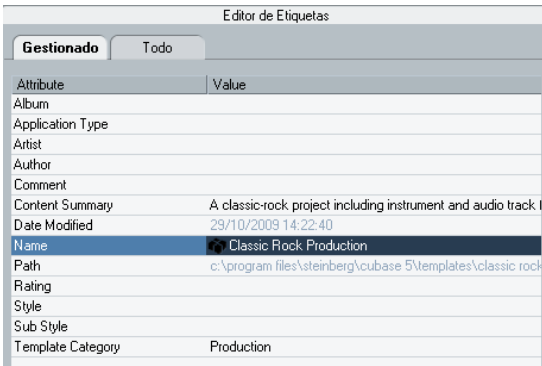 Editor de Etiquetas
Gestionado Todo
Attribute Value
Album
Application Type
Artist
Author
Comment
Content Summary A classic-rock project including instrument and audio track
Date Modified 29/10/2009 14:22:40
Name Classic Rock Production
Path c:\program files\steinberg\cubase 5\templates\classic rock
Rating
Style
Sub Style
Template Category Production